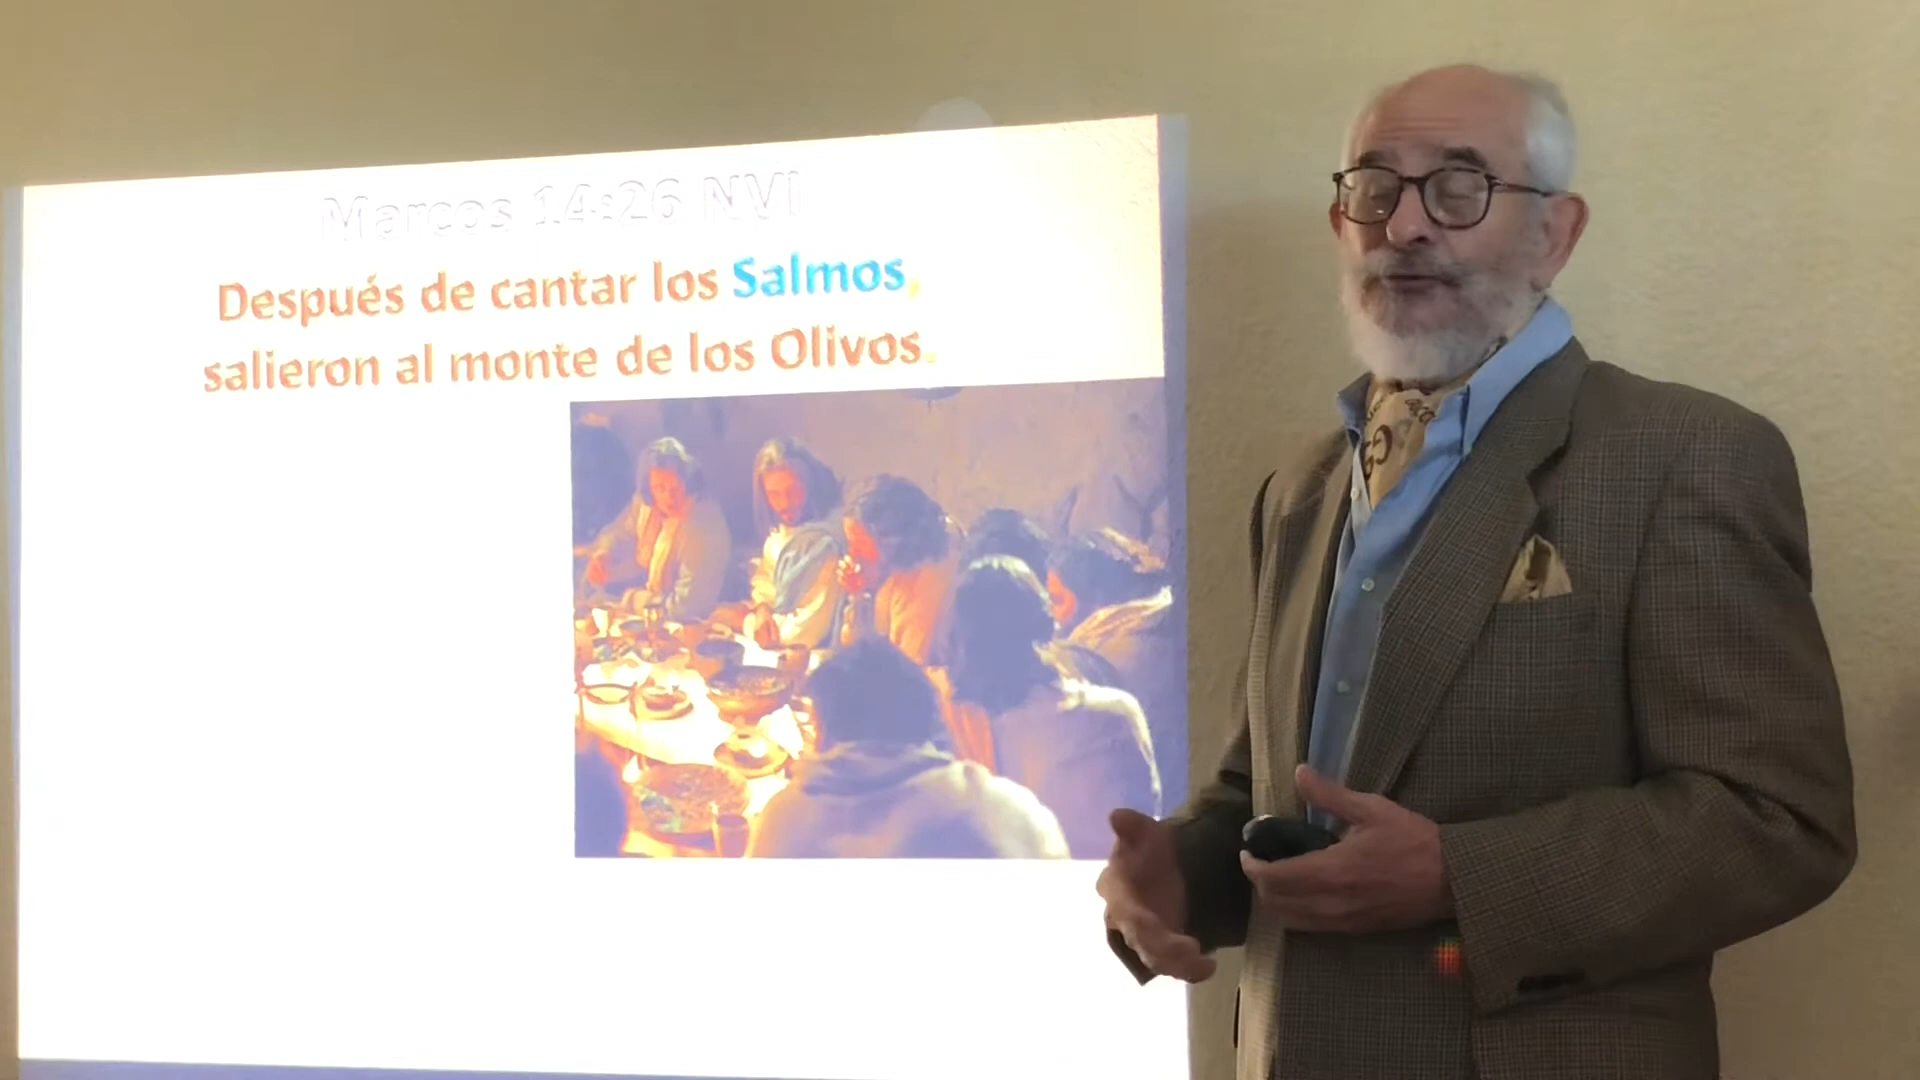 Marcos 14:26 NVI
Después de cantar los Salmos,
salieron al monte de los Olivos.